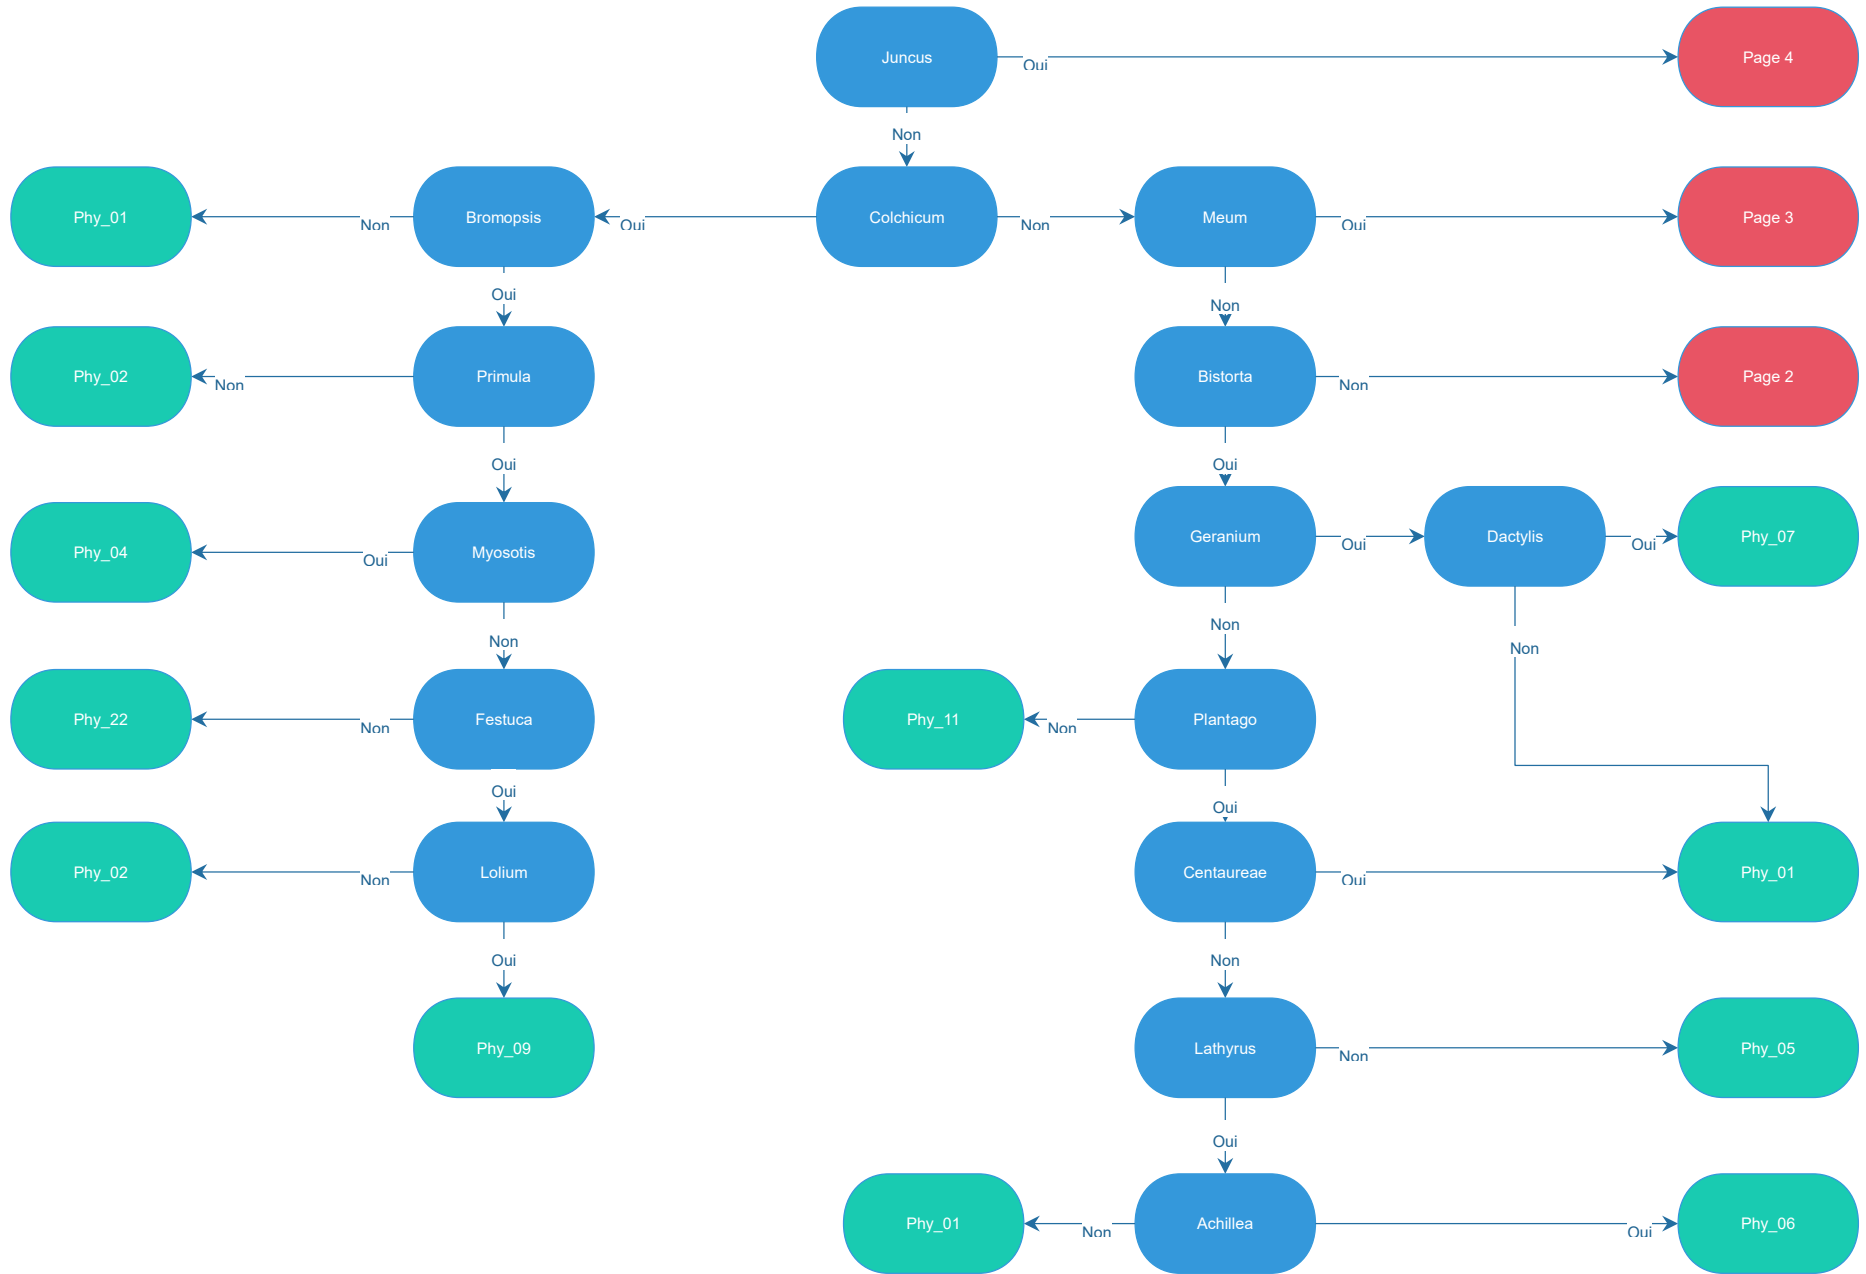 Juncus
Oui
Page 4
Non
Phy_01
Non
Bromopsis
Oui
Colchicum
Non
Meum
Oui
Page 3
Oui
Non
Phy_02
Non
Primula
Bistorta
Non
Page 2
Oui
Oui
Phy_04
Oui
Myosotis
Geranium
Oui
Dactylis
Oui
Phy_07
Non
Non
Non
Phy_22
Non
Festuca
Phy_11
Non
Plantago
Oui
Oui
Phy_02
Non
Lolium
Centaureae
Oui
Phy_01
Oui
Non
Phy_09
Lathyrus
Non
Phy_05
Oui
Phy_01
Non
Achillea
Oui
Phy_06